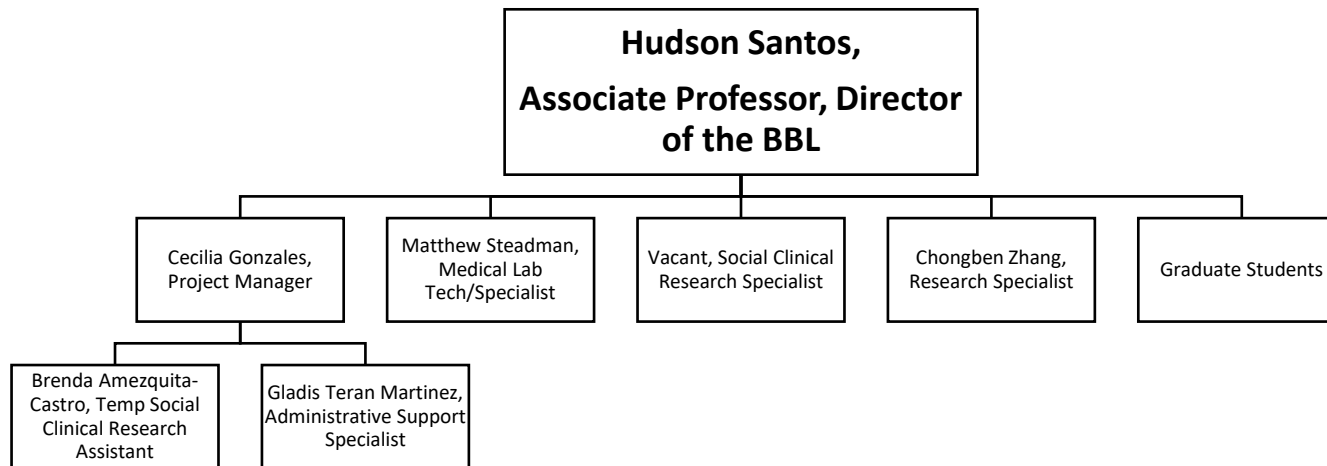 Hudson Santos,
Associate Professor, Director
of the BBL
Cecilia Gonzales,
Project Manager
Matthew Steadman,
Medical Lab
Tech/Specialist
Vacant, Social Clinical
Research Specialist
Chongben Zhang,
Research Specialist
Graduate Students
Brenda Amezquita-
Castro, Temp Social
Clinical Research
Assistant
Gladis Teran Martinez,
Administrative Support
Specialist